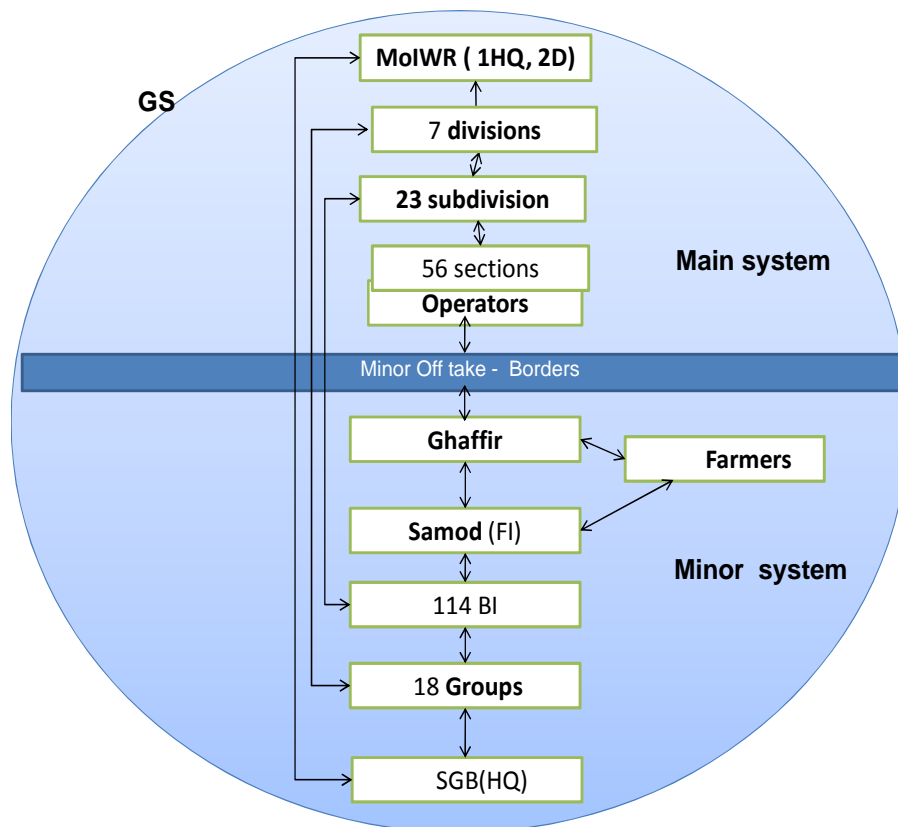 MoIWR ( 1HQ, 2D)
GS
7 divisions
23 subdivision
56 sections
Main system
Operators
Minor Off take - Borders
Ghaffir
Farmers
Samod (FI)
Minor system
114 BI
18 Groups
SGB(HQ)